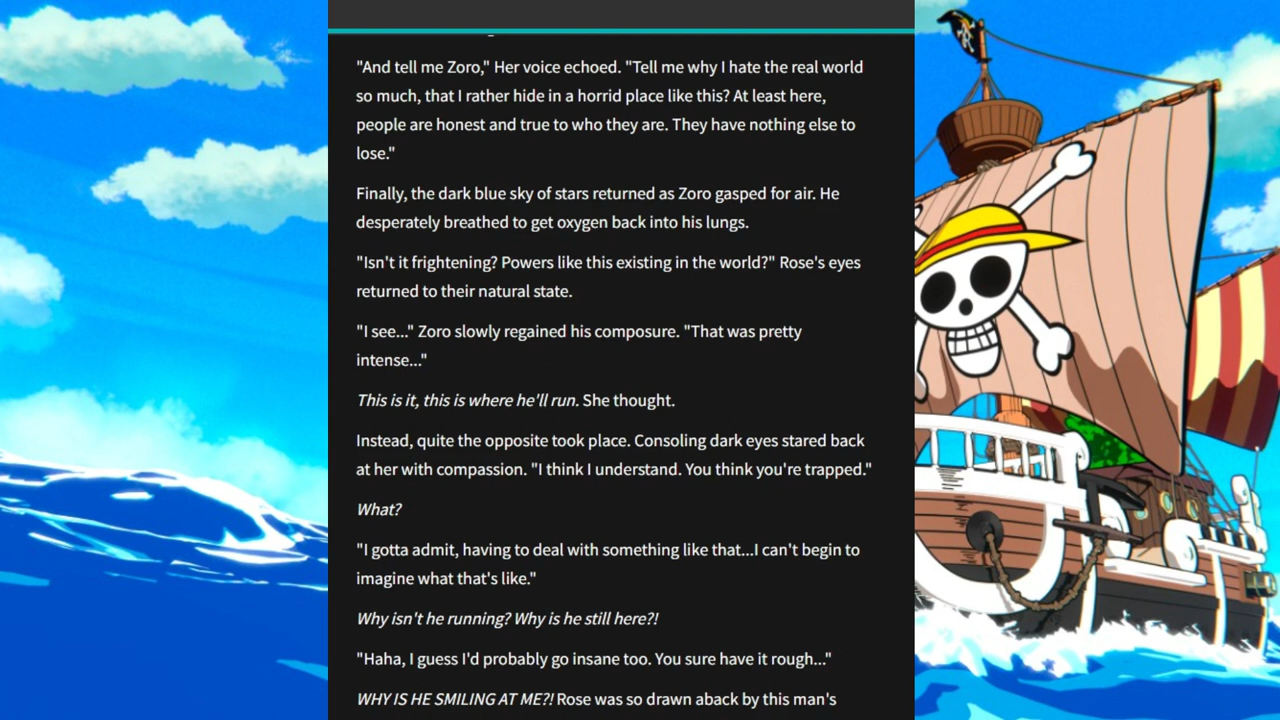 "And tell me Zoro," Her voice echoed. "Tell me why I hate the real world
so much, that I rather hide in a horrid place like this? At least here,
people are honest and true to who they are. They have nothing else to
lose."
Finally, the dark blue sky of stars returned as Zoro gasped for air. He
desperately breathed to get oxygen back into his lungs.
"Isn't it frightening? Powers like this existing in the world?" Rose's eyes
returned to their natural state.
"I see..." Zoro slowly regained his composure. "That was pretty
intense..."
This is it, this is where he'll run. She thought.
Instead, quite the opposite took place. Consoling dark eyes stared back
at her with compassion. "I think I understand. You think you're trapped."
What?
"I gotta admit, having to deal with something like that...I can't begin to
imagine what that's like."
Why isn't he running? Why is he still here?!
"Haha, I guess I'd probably go insane too. You sure have it rough..."
WHY IS HE SMILING AT ME?! Rose was so drawn aback by this man's